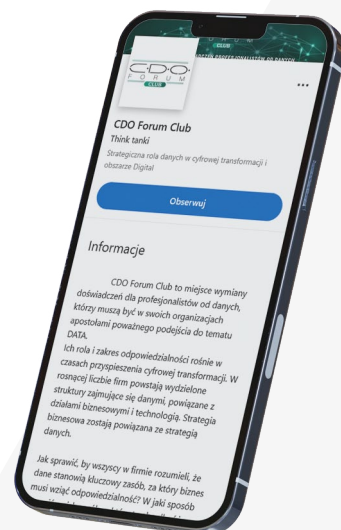 CLUB
CDO
FORUM
CLUB
CDO Forum Club
Think tanki
Strategiczna rola danych w cyfrowej transformacji i
obszarze Digital
Obserwuj
Informacje
CDO Forum Club to miejsce wymiany
doświadczeń dla profesjonalistów od danych,
którzy muszą być w swoich organizacjach
apostołami poważnego podejścia do tematu
DATA.
Ich rola i zakres odpowiedzialności rośnie w
czasach przyspieszenia cyfrowej transformacji. W
rosnącej liczbie firm powstają wydzielone
struktury zajmujące się danymi, powiązane z
działami biznesowymi i technologią. Strategia
biznesowa zostają powiązana ze strategią
danych.
Jak sprawić, by wszyscy w firmie rozumieli, że
dane stanowią kluczowy zasób, za który biznes
musi wziąć odpowiedzialność? W jaki sposób